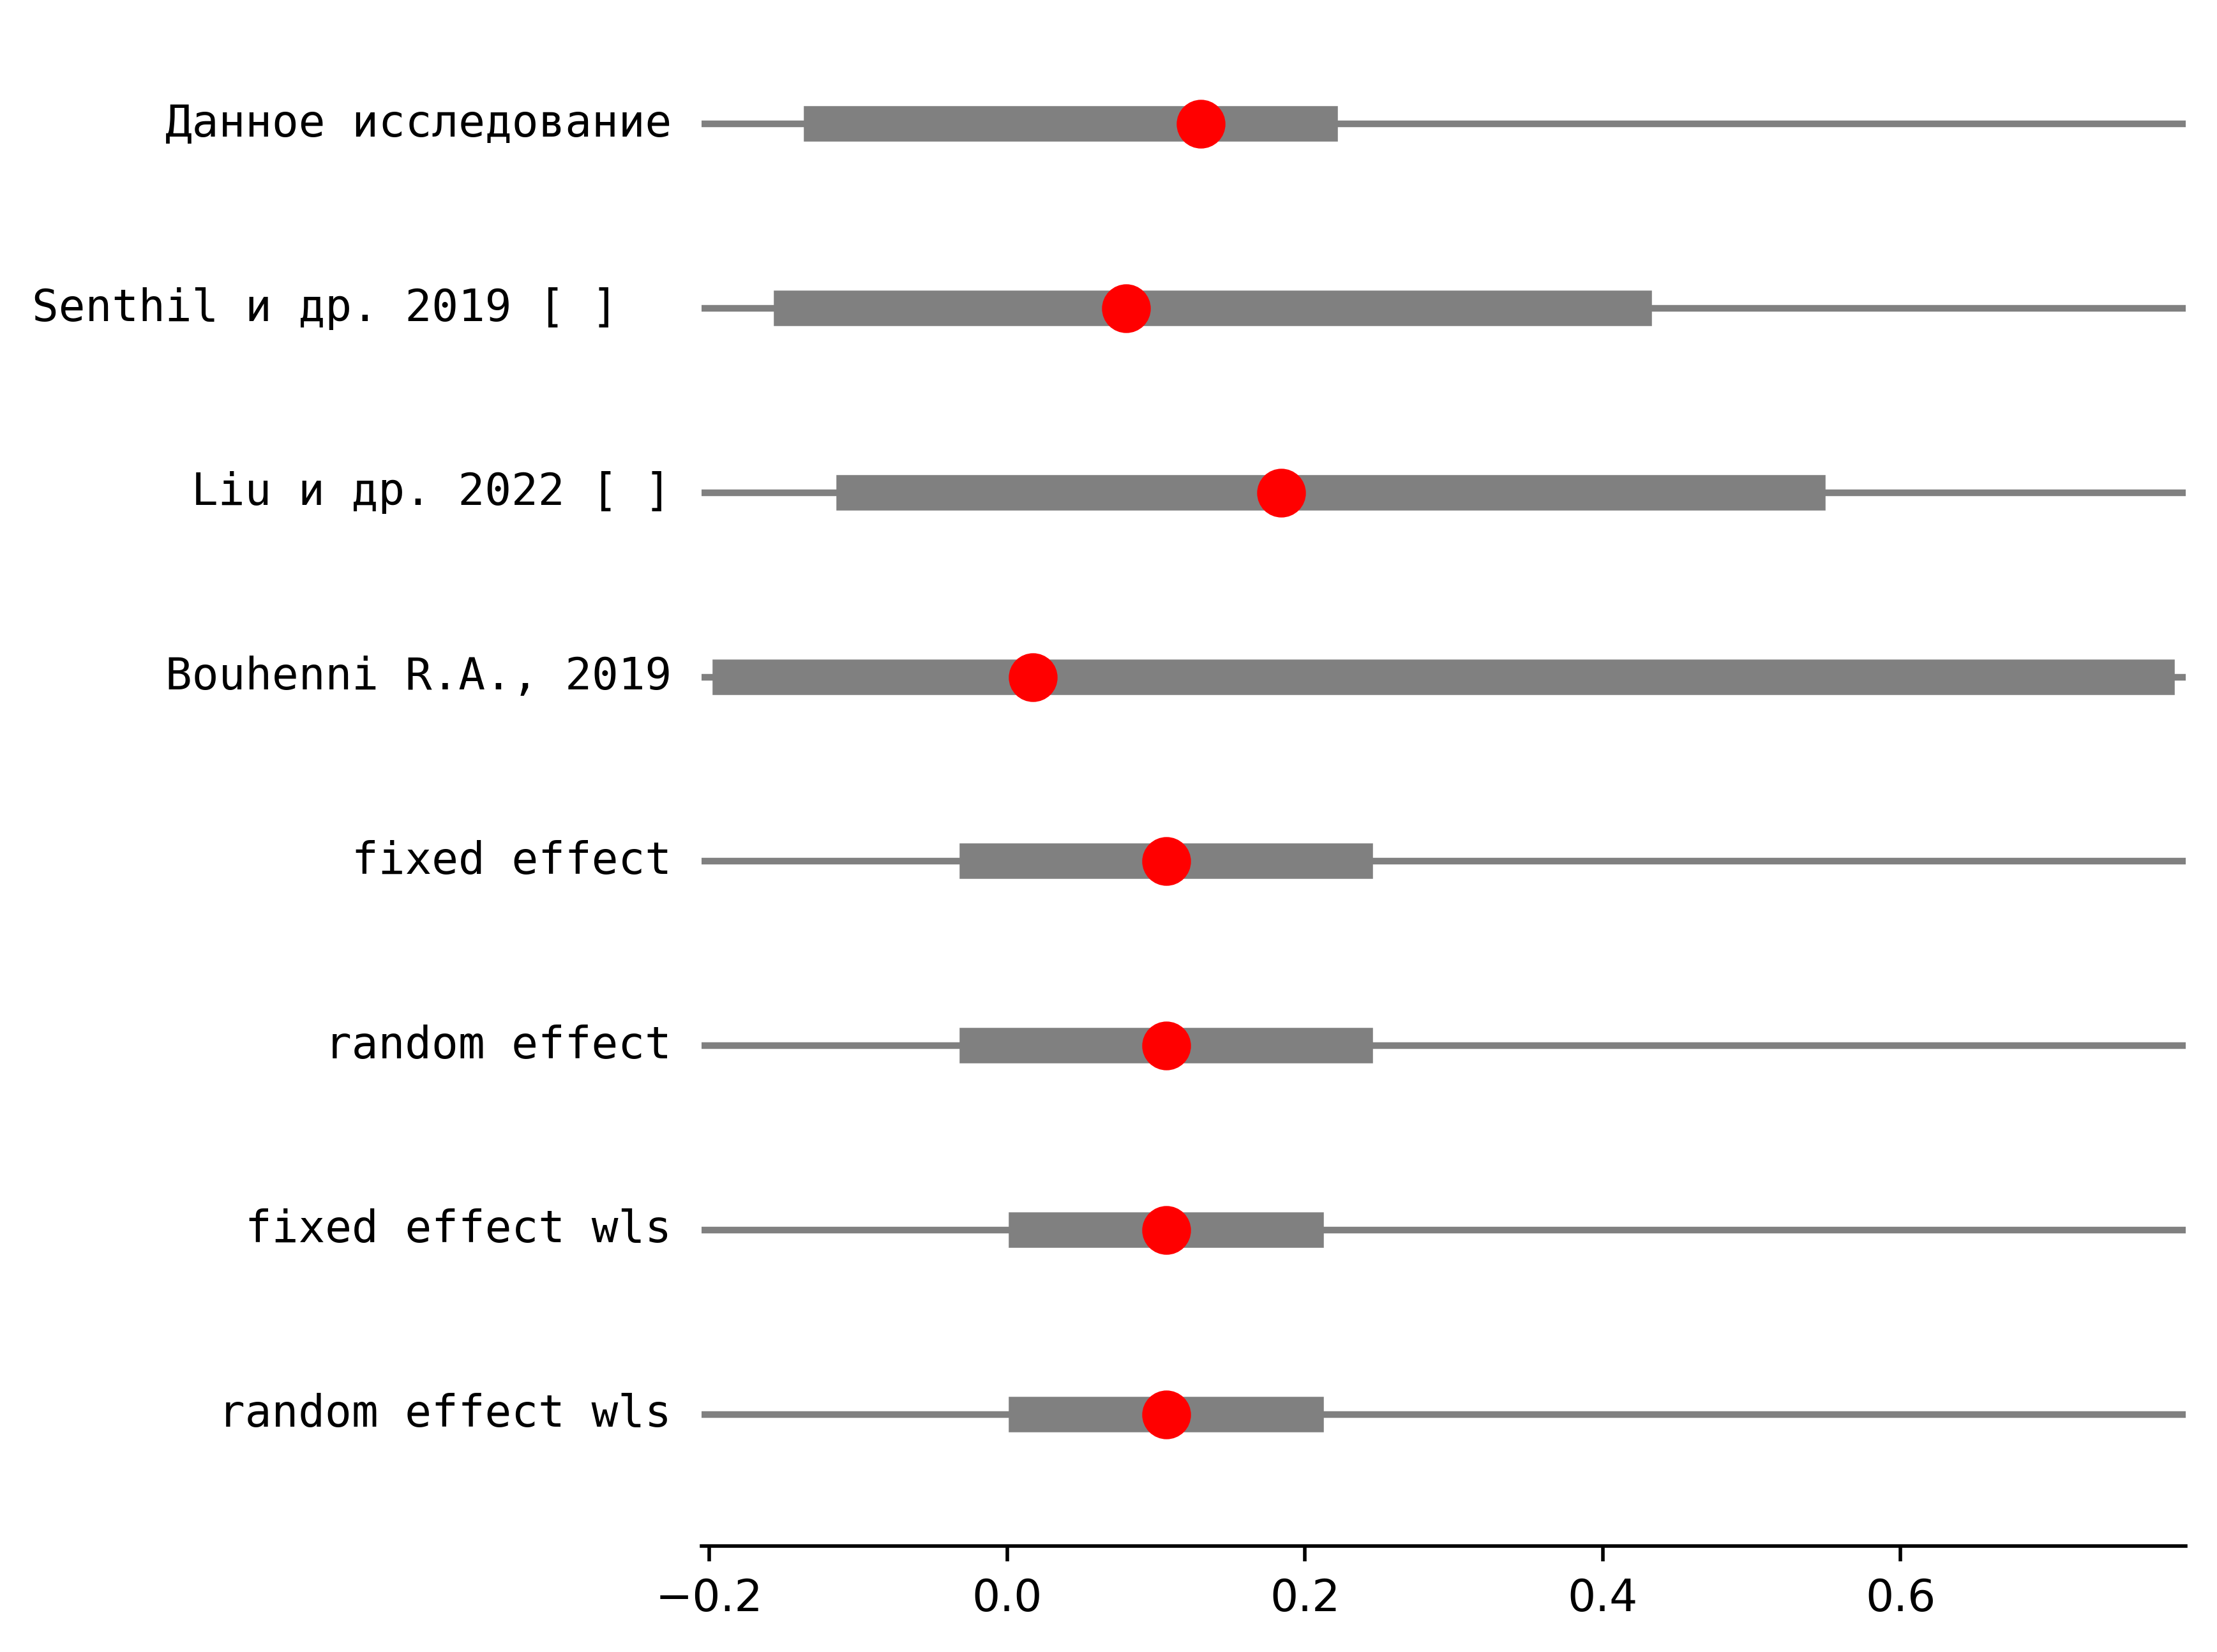 Данное исследование
Senthil и др. 2019 [ ]
Liu и др. 2022 [ ]
Bouhenni R.A., 2019
fixed effect
random effect
fixed effect wls
random effect wls
−0.2 0.0 0.2 0.4 0.6